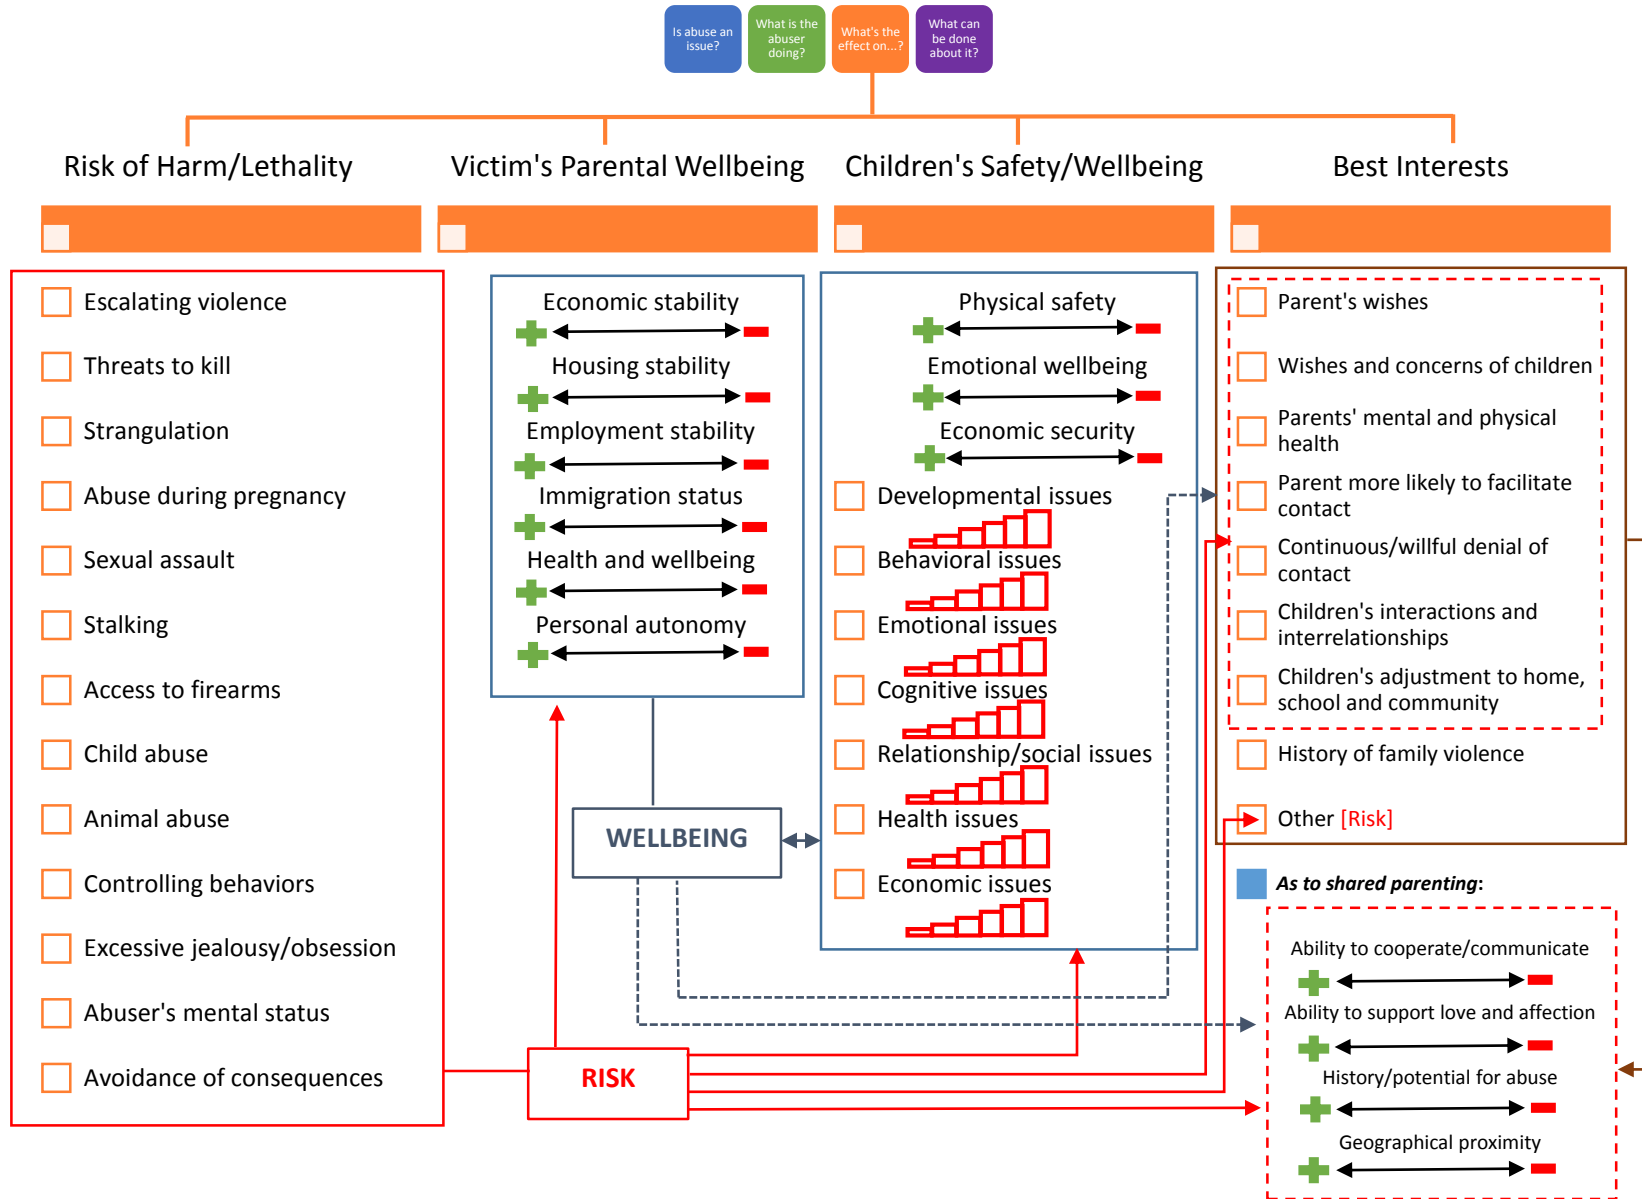 Is abuse an
issue?
What is the
abuser
doing?
What's the
effect on...?
What can
be done
about it?
Risk of Harm/Lethality
Victim's Parental Wellbeing
Children's Safety/Wellbeing
Best Interests
Escalating violence
Threats to kill
Strangulation
Abuse during pregnancy
Sexual assault
Stalking
Access to firearms
Child abuse
Animal abuse
Controlling behaviors
Excessive jealousy/obsession
Abuser's mental status
Avoidance of consequences
Economic stability
Housing stability
Employment stability
Immigration status
Health and wellbeing
Personal autonomy
WELLBEING
RISK
Physical safety
Emotional wellbeing
Economic security
Developmental issues
Behavioral issues
Emotional issues
Cognitive issues
Relationship/social issues
Health issues
Economic issues
Parent's wishes
Wishes and concerns of children
Parents' mental and physical
health
Parent more likely to facilitate
contact
Continuous/willful denial of
contact
Children's interactions and
interrelationships
Children's adjustment to home,
school and community
History of family violence
Other [Risk]
As to shared parenting:
Ability to cooperate/communicate
Ability to support love and affection
History/potential for abuse
Geographical proximity